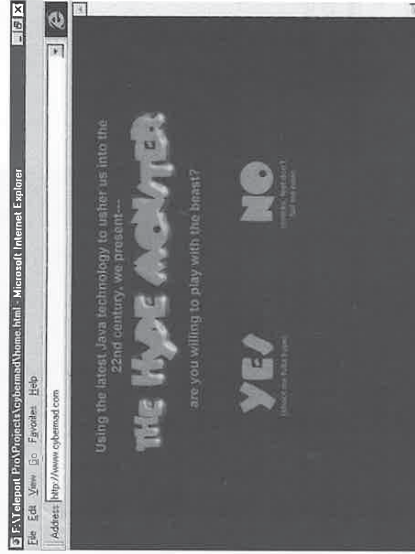 F:\Teleport Pro\Projects\cybermad\home.html - Microsoft Internet Explorer
File Edit View Go Favorites Help
Address http://www.cybermad.com
Using the latest Java technology to usher us into the
22nd century, we present---
THE HYPE MONSTER
are you willing to play with the beast?
YES
NO